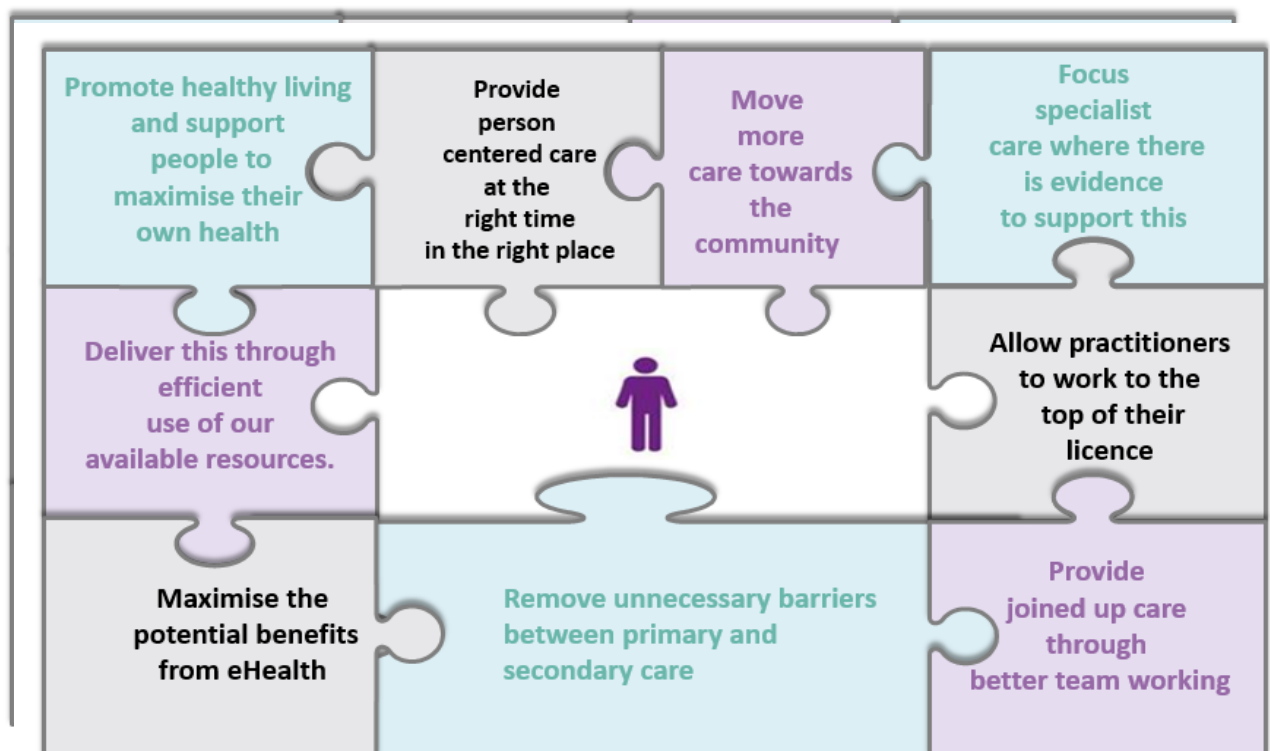 Promote healthy living
and support
people to
maximise their
own health
Provide
person
centered care
at the
right time
in the right place
Move
more
care towards
the
community
Focus
specialist
care where there
is evidence
to support this
Deliver this through
efficient
use of our
available resources.
Allow practitioners
to work to the
top of their
licence
Maximise the
potential benefits
from eHealth
Remove unnecessary barriers
between primary and
secondary care
Provide
joined up care
through
better team working